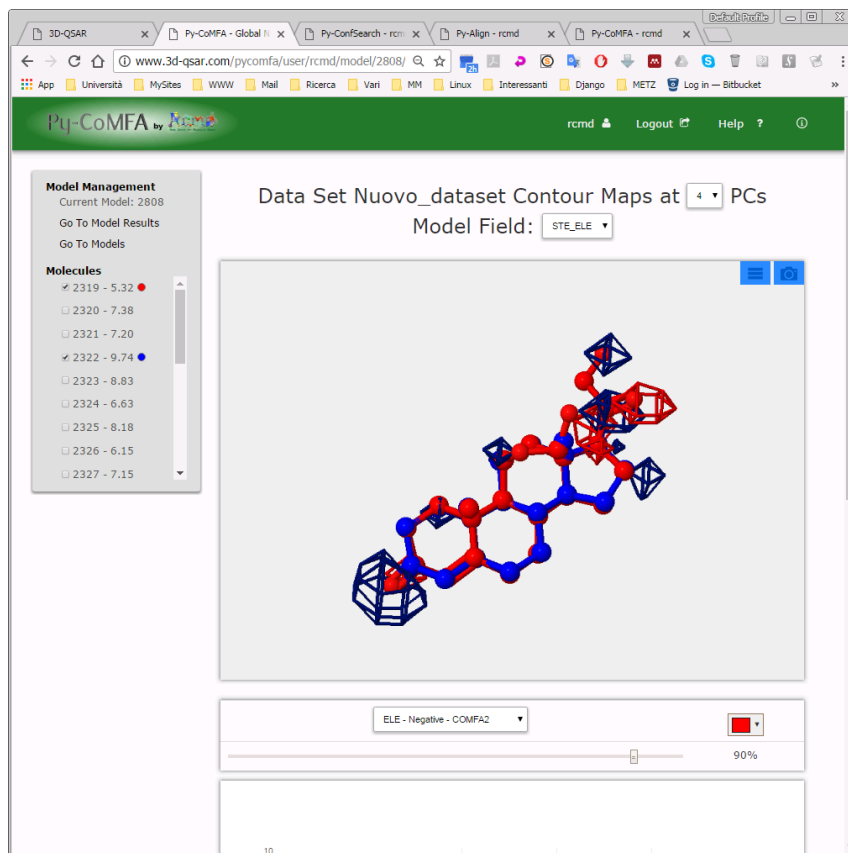 Default Profile
3D-QSAR
Py-CoMFA - Global N
Py-ConfSearch - rcm
Py-Align - rcmd
Py-CoMFA - rcmd
www.3d-qsar.com/pycomfa/user/rcmd/model/2808/
2h
App Università MySites WWW Mail Ricerca Vari MM Linux Interessanti Django METZ Log in — Bitbucket »
Py-CoMFA by Rcmd
rcmd Logout Help ?
Model Management
Current Model: 2808
Go To Model Results
Go To Models
Molecules
2319 - 5.32
2320 - 7.38
2321 - 7.20
2322 - 9.74
2323 - 8.83
2324 - 6.63
2325 - 8.18
2326 - 6.15
2327 - 7.15
Data Set Nuovo_dataset Contour Maps at 4 PCs
Model Field: STE_ELE
ELE - Negative - COMFA2
90%
10